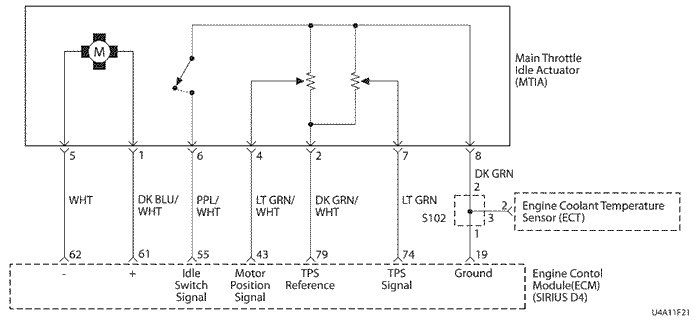 M
Main Throttle
Idle Actuator
(MTIA)
5 1 6 4 2 7 8
DK GRN
2
WHT
DK BLU/
WHT
PPL/
WHT
LT GRN/
WHT
DK GRN/
WHT
LT GRN
S102
2
3
1
Engine Coolant Temperature
Sensor (ECT)
62 61 55 43 79 74 19
-
+
Idle
Switch
Signal
Motor
Position
Signal
TPS
Reference
TPS
Signal
Ground
Engine Contol
Module(ECM)
(SIRIUS D4)
U4A11F21